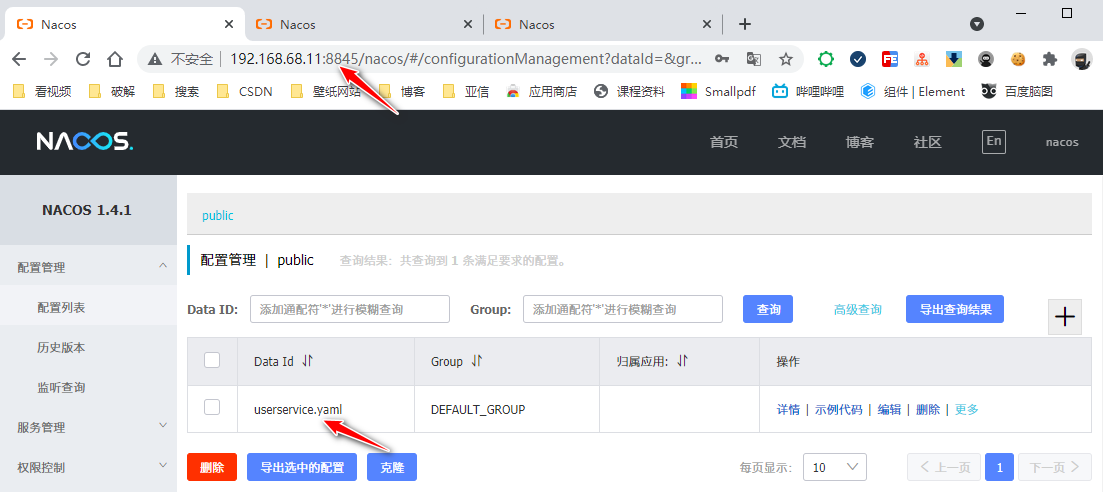 Nacos Nacos Nacos
不安全 192.168.68.11:8845/nacos/#/configurationManagement?dataId=&gr...
看视频 破解 搜索 CSDN 壁纸网站 博客 亚信 应用商店 课程资料 Smallpdf 哔哩哔哩 组件 | Element 百度脑图
NACOS. 首页 文档 博客 社区 En nacos
NACOS 1.4.1
配置管理
配置列表
历史版本
监听查询
服务管理
权限控制
public
配置管理 | public 查询结果：共查询到 1 条满足要求的配置。
Data ID: 添加通配符'*'进行模糊查询 Group: 添加通配符'*'进行模糊查询 查询 高级查询 导出查询结果
Data Id Group 归属应用: 操作
userservice.yaml DEFAULT_GROUP 详情 | 示例代码 | 编辑 | 删除 | 更多
删除 导出选中的配置 克隆 每页显示： 10 上一页 1 下一页